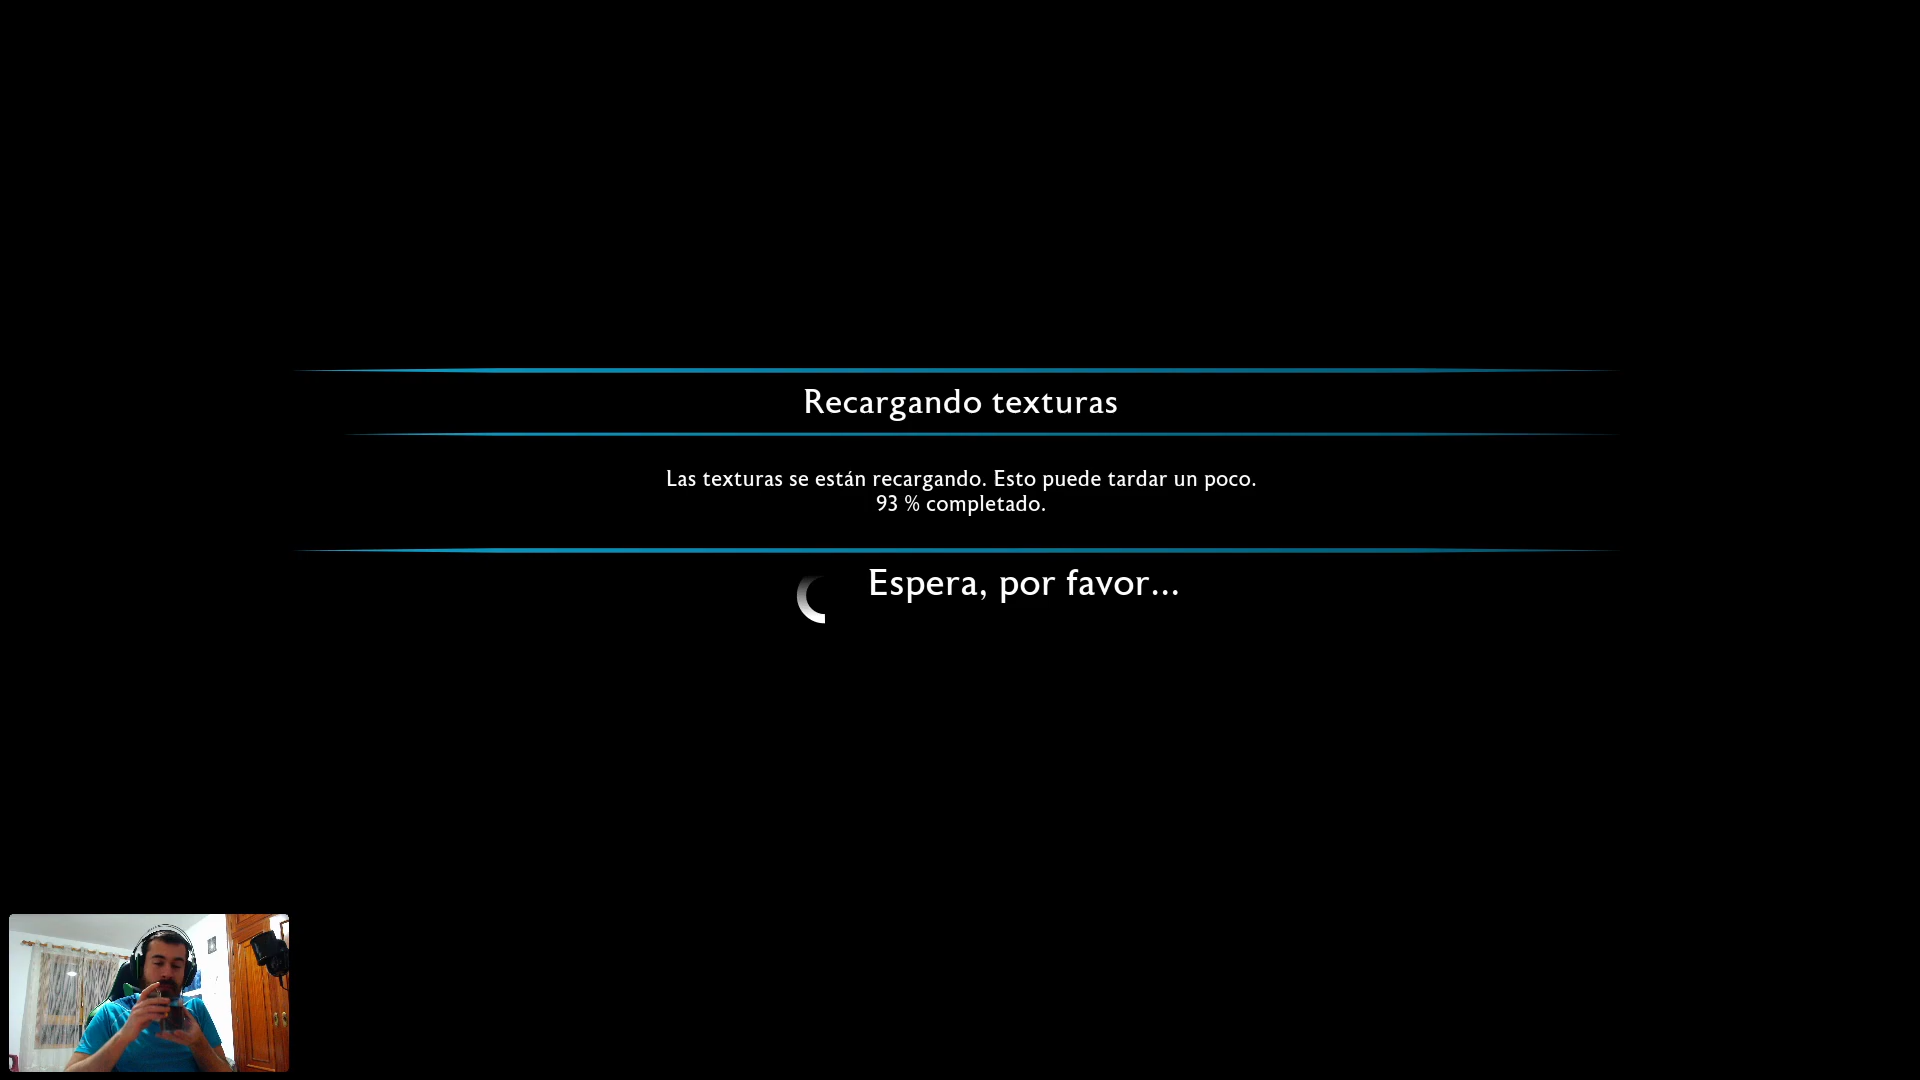 Recargando texturas
Las texturas se están recargando. Esto puede tardar un poco.
93 % completado.
Espera, por favor...